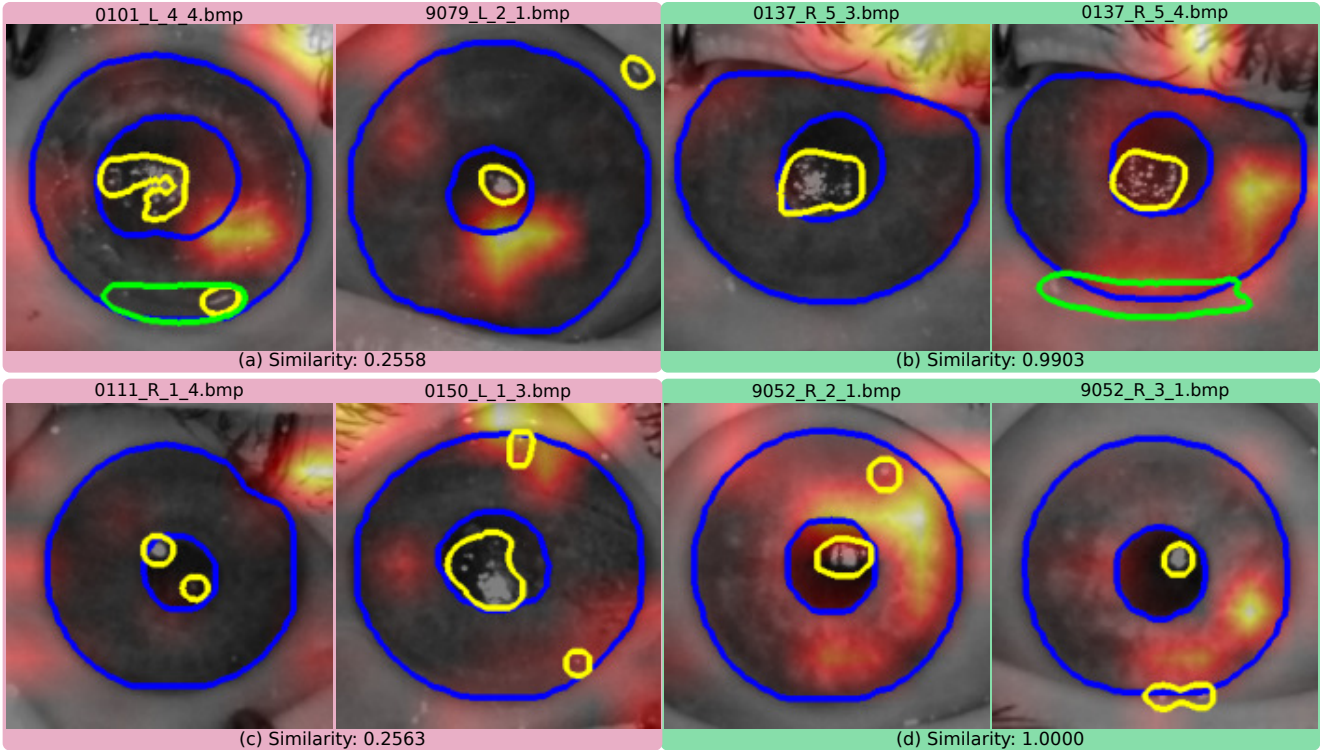 0101_L_4_4.bmp
9079_L_2_1.bmp
0137_R_5_3.bmp
0137_R_5_4.bmp
(a) Similarity: 0.2558
(b) Similarity: 0.9903
0111_R_1_4.bmp
0150_L_1_3.bmp
9052_R_2_1.bmp
9052_R_3_1.bmp
(c) Similarity: 0.2563
(d) Similarity: 1.0000